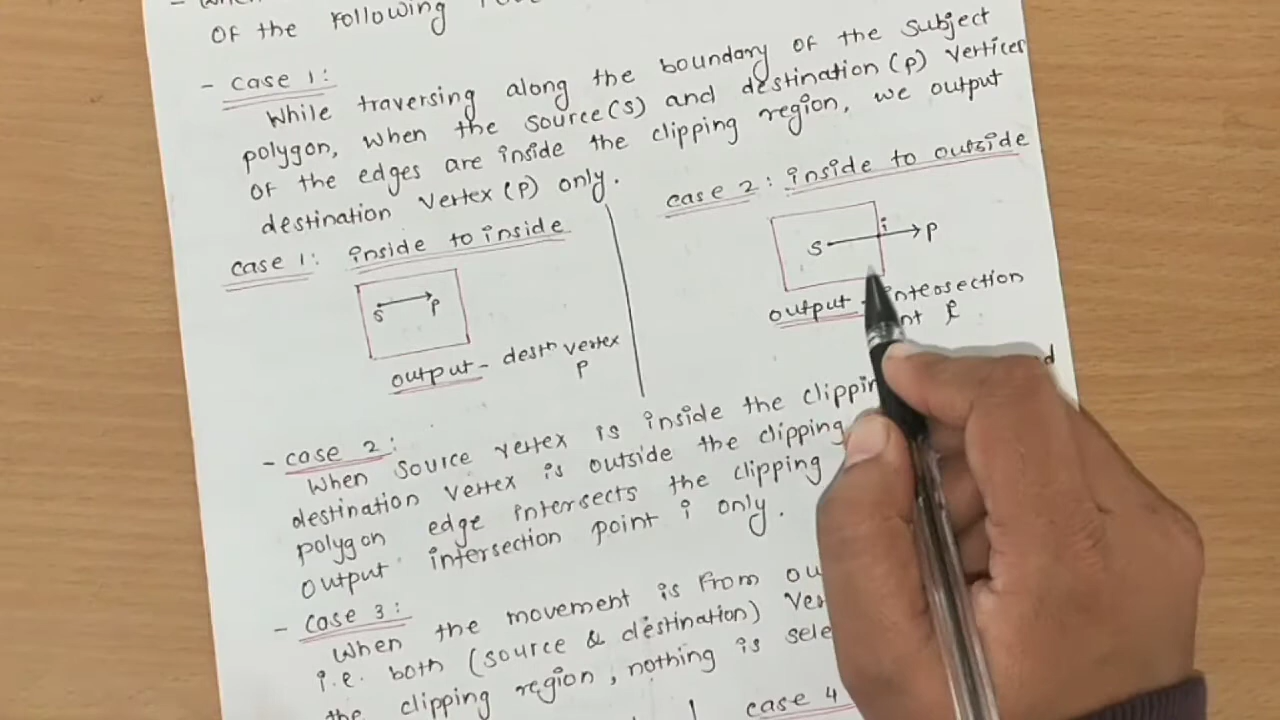 of the following
- case 1:
While traversing along the boundary of the subject
polygon, when the source(s) and destination(p) vertices
of the edges are inside the clipping region, we output
destination vertex(p) only.
case 1: inside to inside
S P
output - destn vertex
P
case 2: inside to outside
S i P
output - intersection
i
- case 2:
When source vertex is inside the
destination vertex is outside the clipping
polygon edge intersects the clipping
output intersection point i only.
- case 3:
When the movement is from
i.e. both (source & destination)
the clipping region, nothing is
case 4